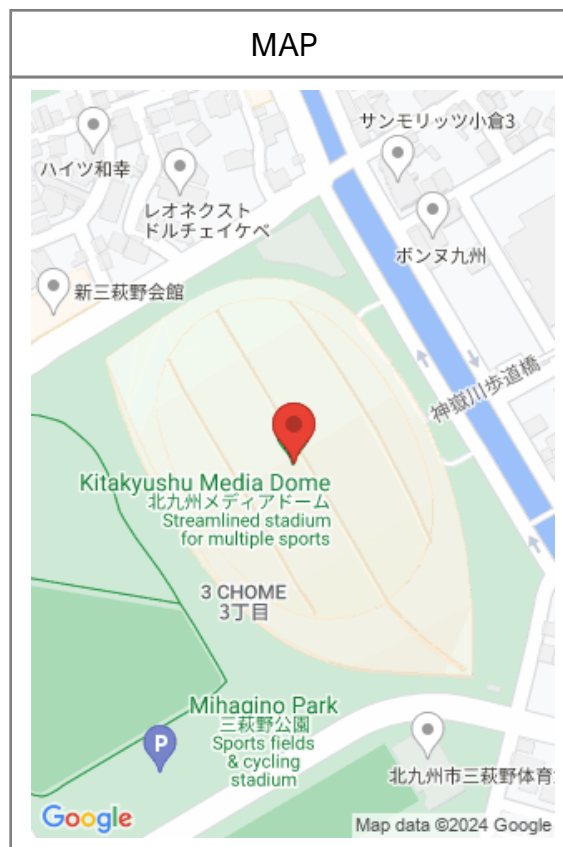 MAP
サンモリッツ小倉3
ハイツ和幸
レオネクスト
ドルチェイケベ
ボンヌ九州
新三萩野会館
神嶽川歩道橋
Kitakyushu Media Dome
北九州メディアドーム
Streamlined stadium
for multiple sports
3 CHOME
3丁目
Mihagino Park
三萩野公園
Sports fields
& cycling
stadium
P
北九州市三萩野体育
Google
Map data ©2024 Google